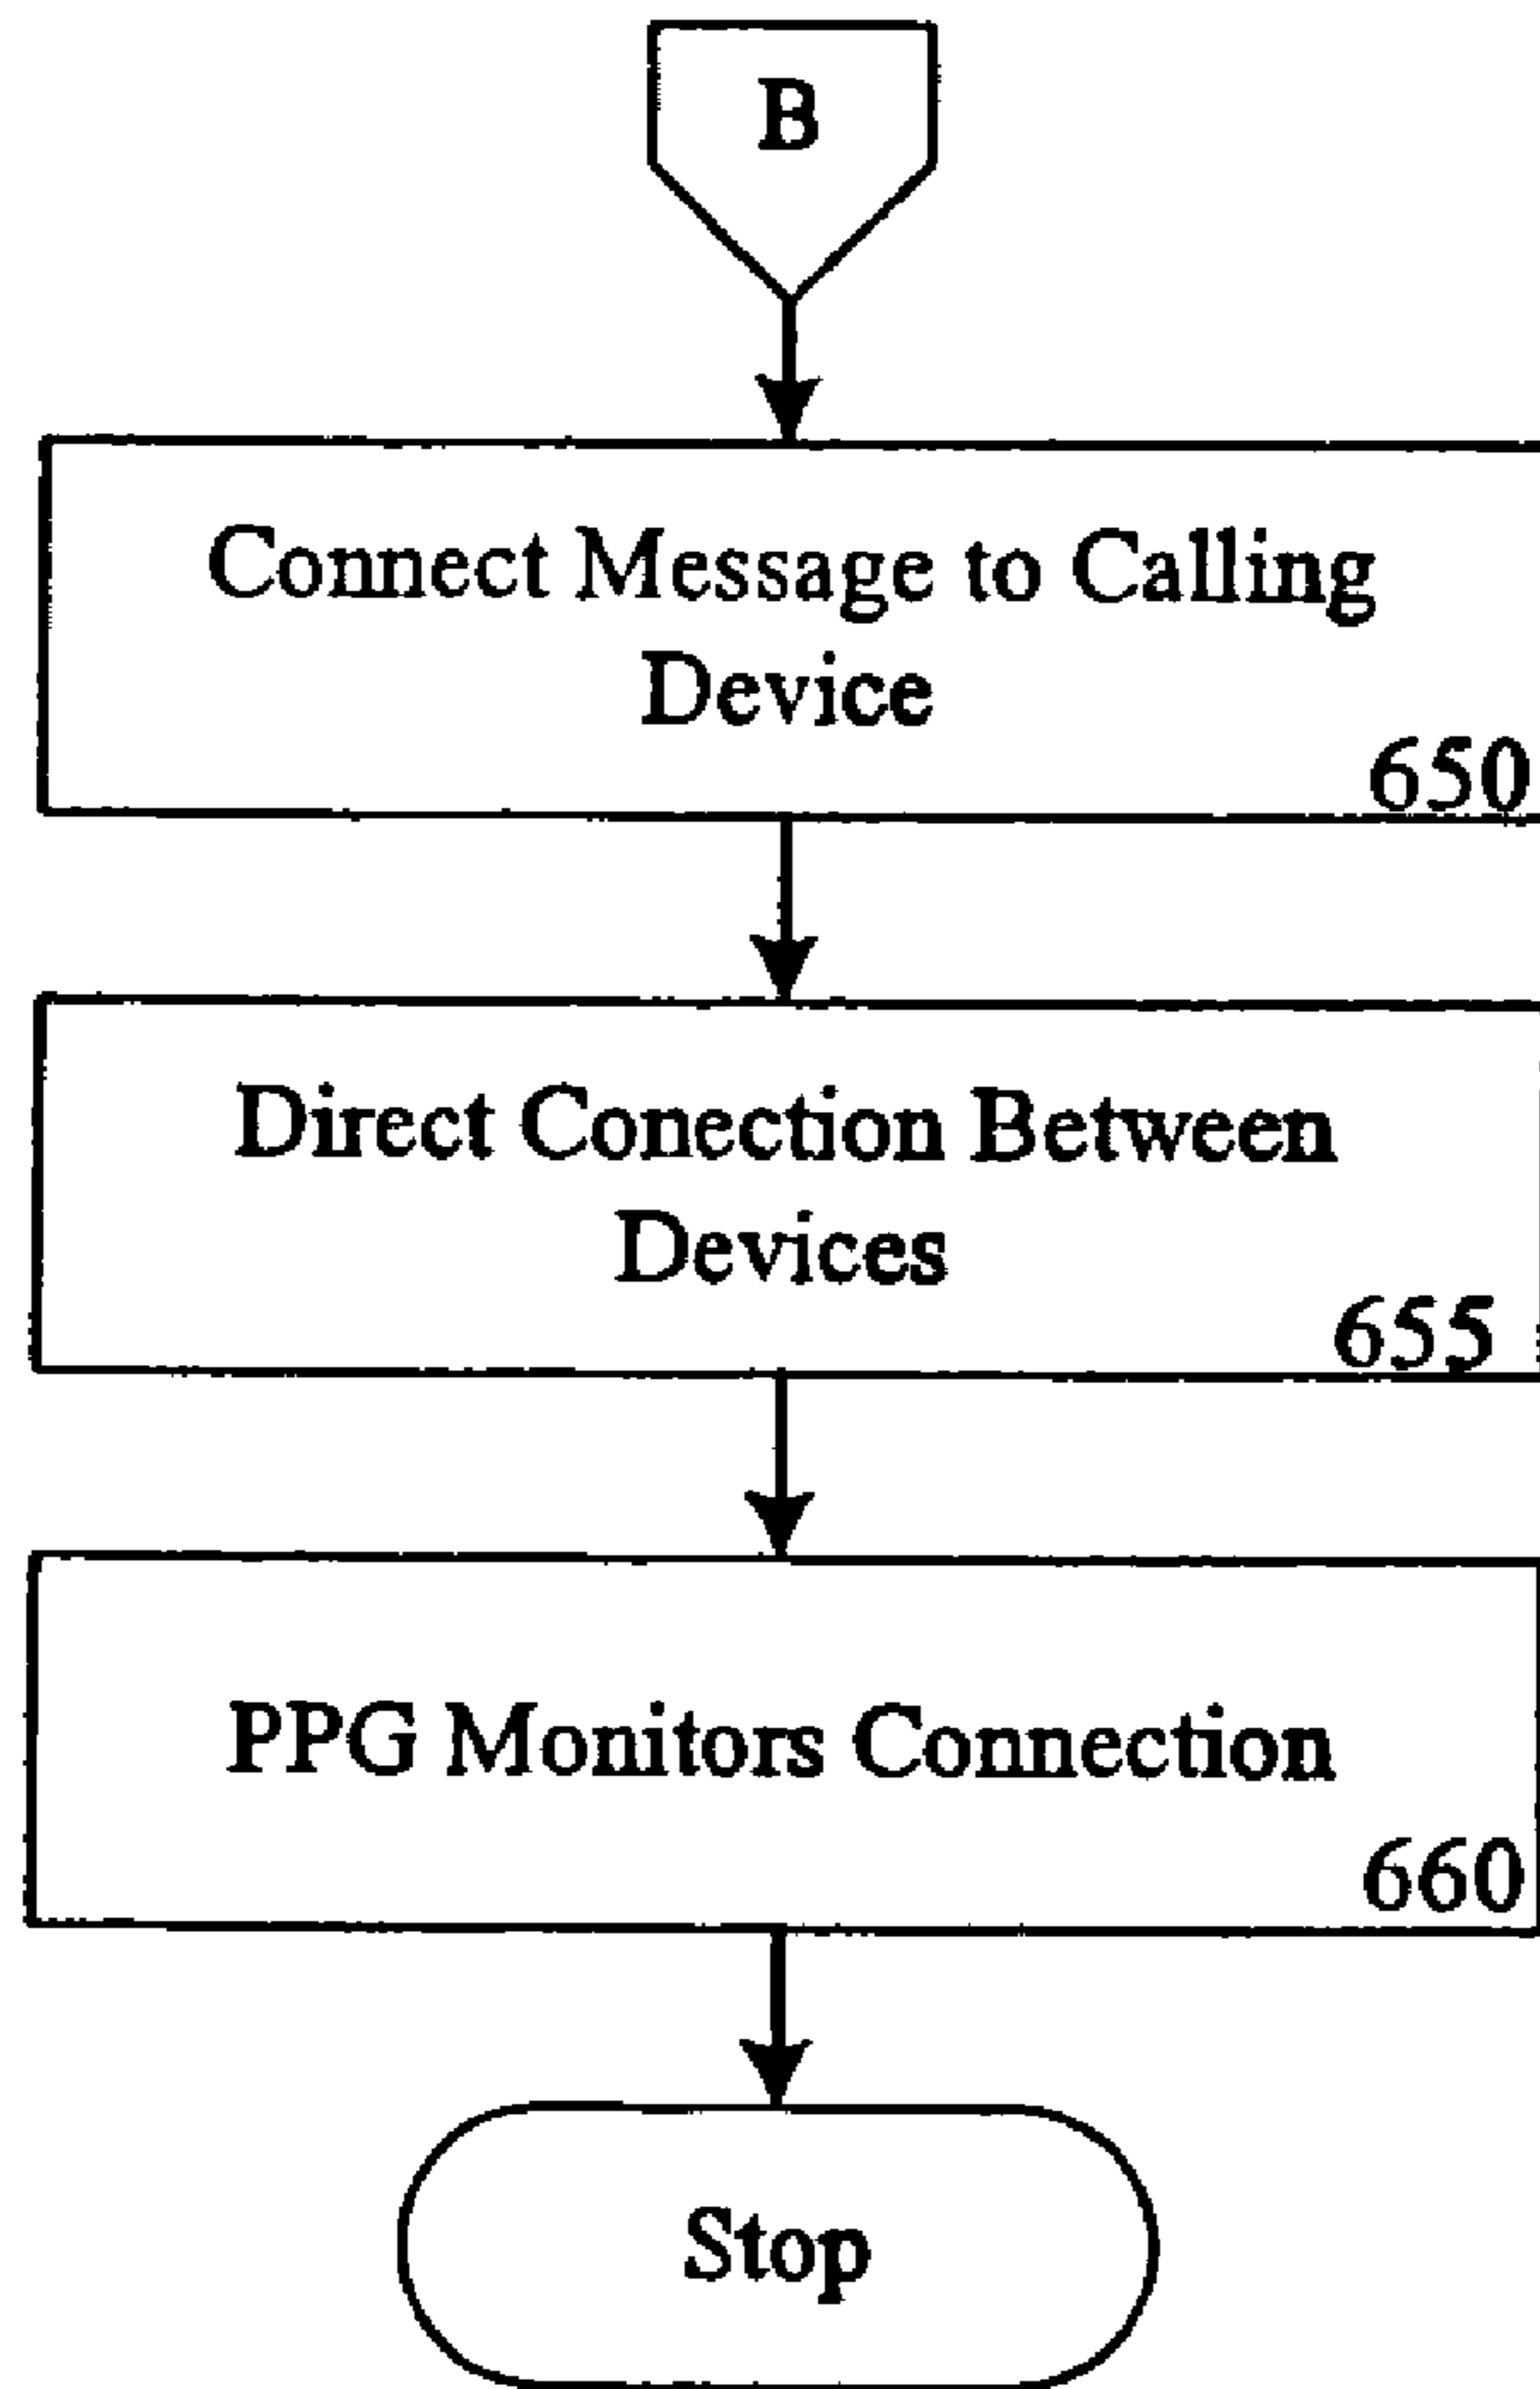 B
Connect Message to Calling
Device
650
Direct Conection Between
Devices
655
PPG Monitors Connection
660
Stop